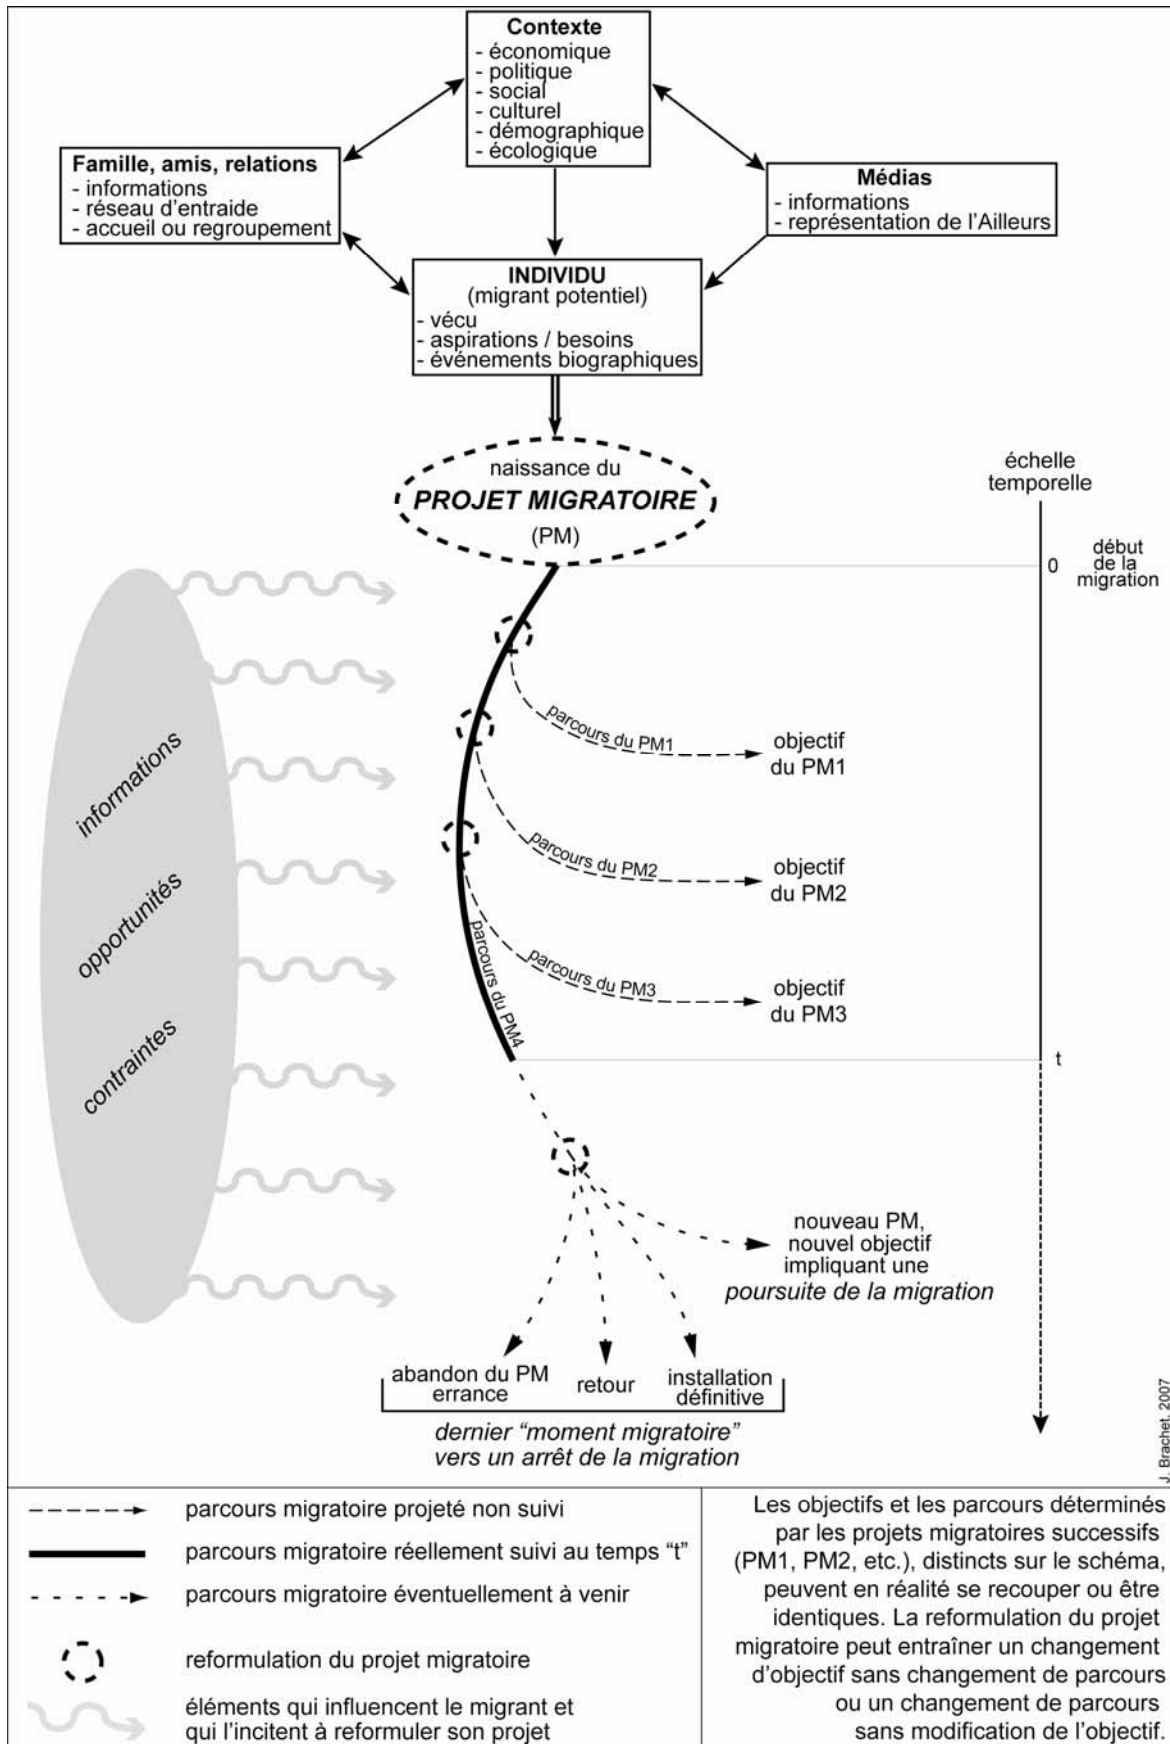 Contexte
- économique
- politique
- social
- culturel
- démographique
- écologique
Famille, amis, relations
- informations
- réseau d'entraide
- accueil ou regroupement
Médias
- informations
- représentation de l'Ailleurs
INDIVIDU
(migrant potentiel)
- vécu
- aspirations / besoins
- événements biographiques
naissance du
PROJET MIGRATOIRE
(PM)
échelle
temporelle
0
début
de la
migration
informations
opportunités
contraintes
parcours du PM1
objectif
du PM1
parcours du PM2
objectif
du PM2
parcours du PM3
objectif
du PM3
parcours du PM4
t
nouveau PM,
nouvel objectif
impliquant une
poursuite de la migration
abandon du PM
errance
retour
installation
définitive
dernier “moment migratoire”
vers un arrêt de la migration
J. Brachet, 2007
parcours migratoire projeté non suivi
parcours migratoire réellement suivi au temps “t”
parcours migratoire éventuellement à venir
reformulation du projet migratoire
éléments qui influencent le migrant et
qui l'incitent à reformuler son projet
Les objectifs et les parcours déterminés
par les projets migratoires successifs
(PM1, PM2, etc.), distincts sur le schéma,
peuvent en réalité se recouper ou être
identiques. La reformulation du projet
migratoire peut entraîner un changement
d'objectif sans changement de parcours
ou un changement de parcours
sans modification de l'objectif.